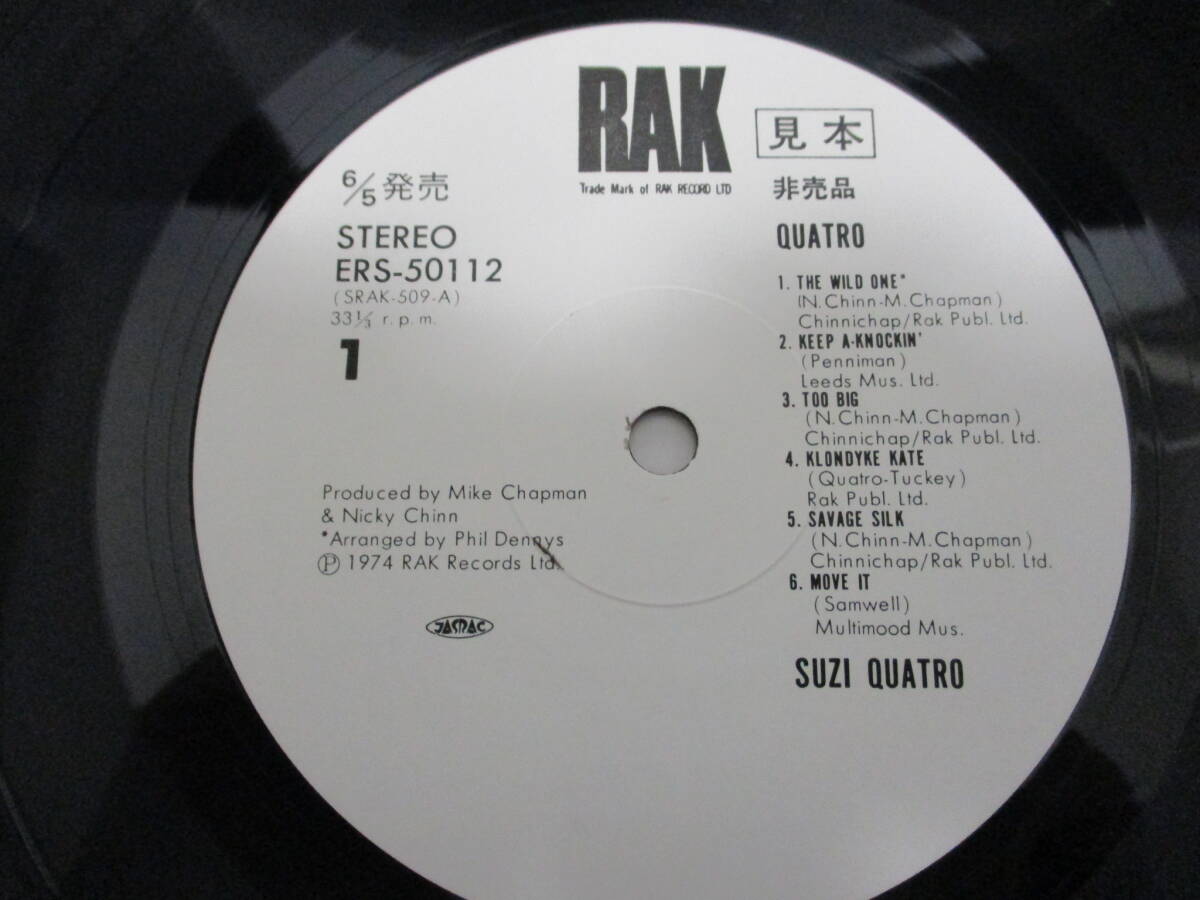 RAK
Trade Mark of RAK RECORD LTD
見本
非売品
6/5 発売
STEREO
ERS-50112
(SRAK-509-A)
33⅓ r.p.m.
1
QUATRO
1. THE WILD ONE*
(N.Chinn-M.Chapman)
Chinnichap/Rak Publ. Ltd.
2. KEEP A-KNOCKIN'
(Penniman)
Leeds Mus. Ltd.
3. TOO BIG
(N.Chinn-M.Chapman)
Chinnichap/Rak Publ. Ltd.
4. KLONDYKE KATE
(Quatro-Tuckey)
Rak Publ. Ltd.
5. SAVAGE SILK
(N.Chinn-M.Chapman)
Chinnichap/Rak Publ. Ltd.
6. MOVE IT
(Samwell)
Multimood Mus.
SUZI QUATRO
Produced by Mike Chapman
& Nicky Chinn
*Arranged by Phil Dennys
Ⓟ 1974 RAK Records Ltd.
JASRAC